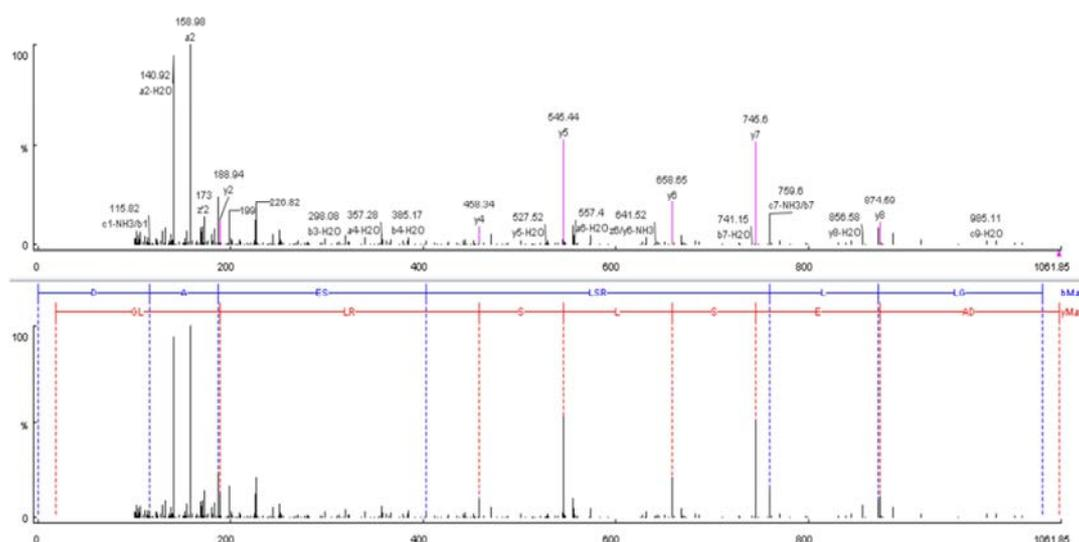 158.98
a2
100
140.92
a2-H2O
%
545.44
y5
745.6
y7
188.94
y2
173
z'2
199
226.82
658.65
y6
759.6
c7-NH3/b7
115.82
c1-NH3/b1
298.08
b3-H2O
357.28
a4-H2O
385.17
b4-H2O
458.34
y4
527.52
y5-H2O
557.4
a6-H2O
641.52
z6/y6-NH3
741.15
b7-H2O
856.58
y8-H2O
874.69
y8
985.11
c9-H2O
0
0 200 400 600 800 1061.85
D A ES LSR L LG bMa
GL LR S L S E AD yMa
100
%
0
0 200 400 600 800 1061.85